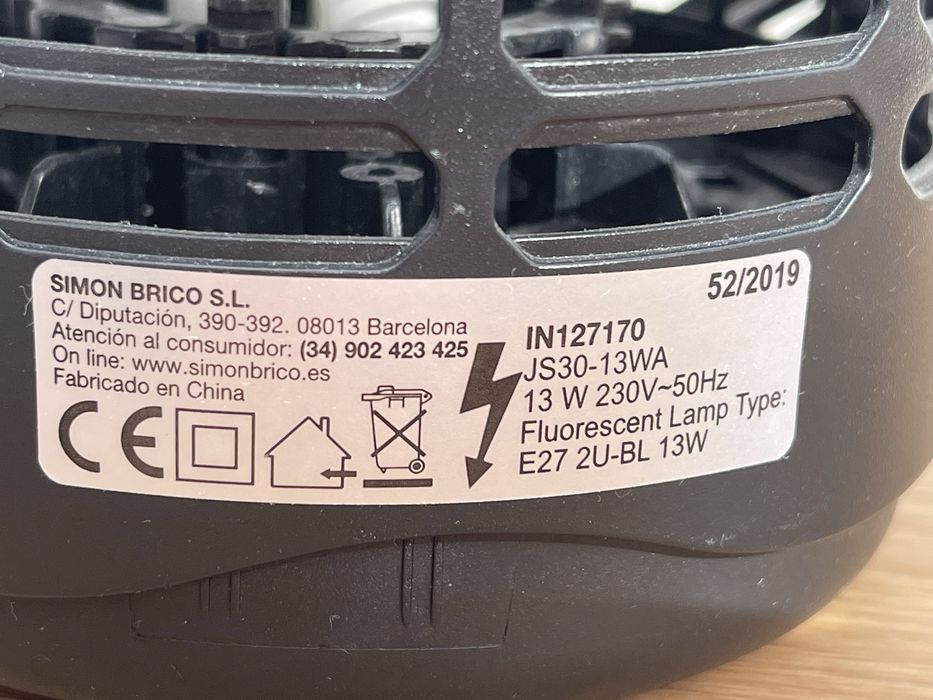 SIMON BRICO S.L.
C/ Diputación, 390-392. 08013 Barcelona
Atención al consumidor: (34) 902 423 425
On line: www.simonbrico.es
Fabricado en China
CE
52/2019
IN127170
JS30-13WA
13 W 230V~50Hz
Fluorescent Lamp Type:
E27 2U-BL 13W